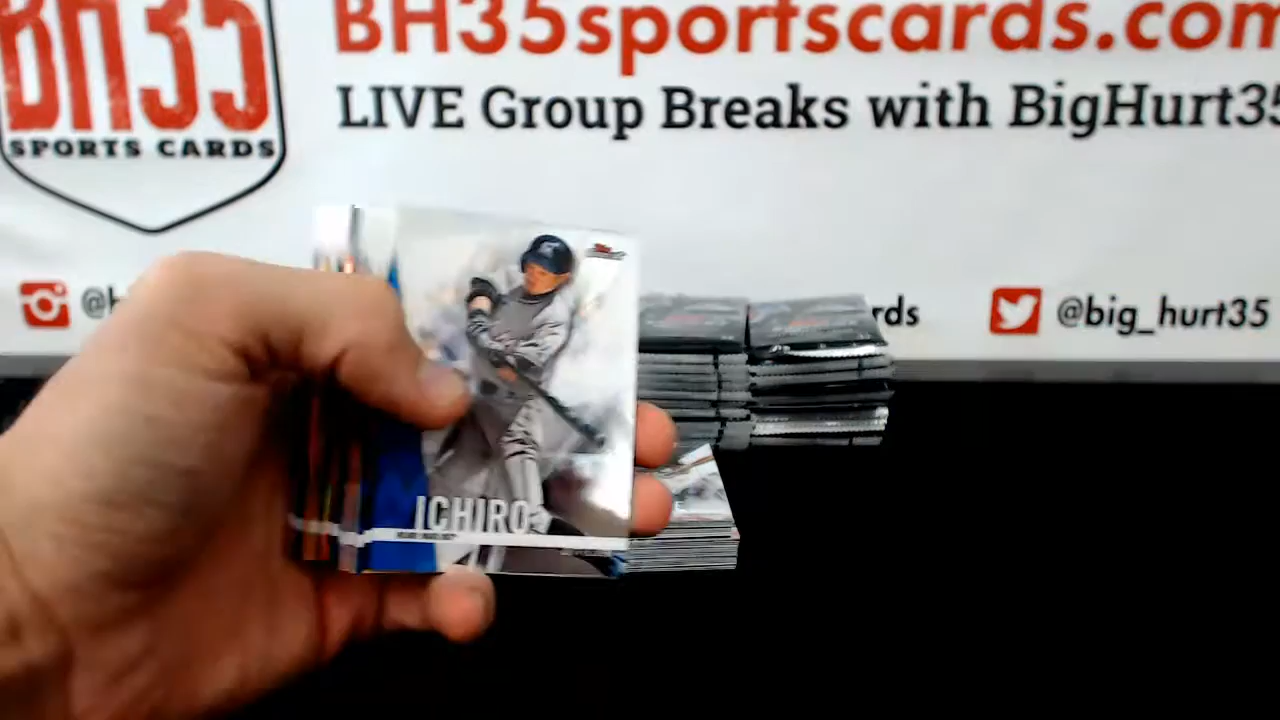 BH35
SPORTS CARDS
BH35sportscards.com
LIVE Group Breaks with BigHurt35
@h
rds
@big_hurt35
ICHIRO